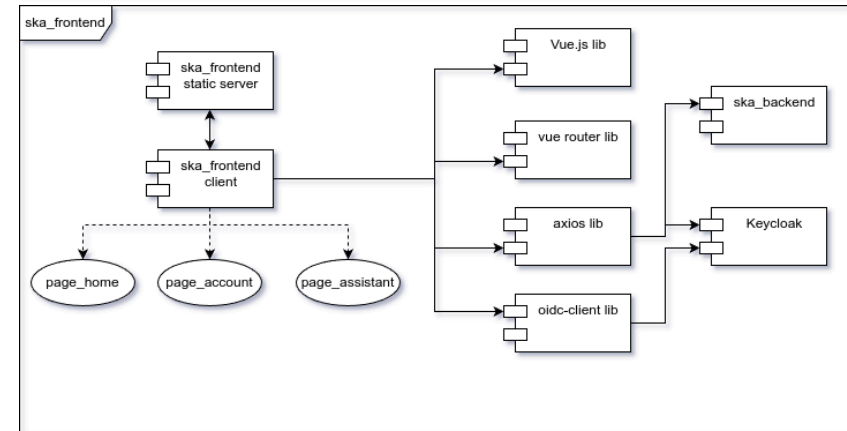 ska_frontend
ska_frontend
static server
ska_frontend
client
page_home
page_account
page_assistant
Vue.js lib
vue router lib
axios lib
oidc-client lib
ska_backend
Keycloak